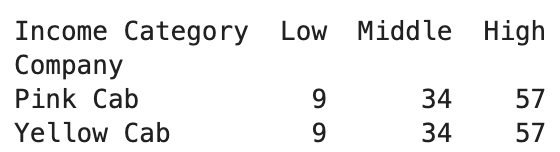 Income Category  Low  Middle  High
Company
Pink Cab           9      34    57
Yellow Cab         9      34    57